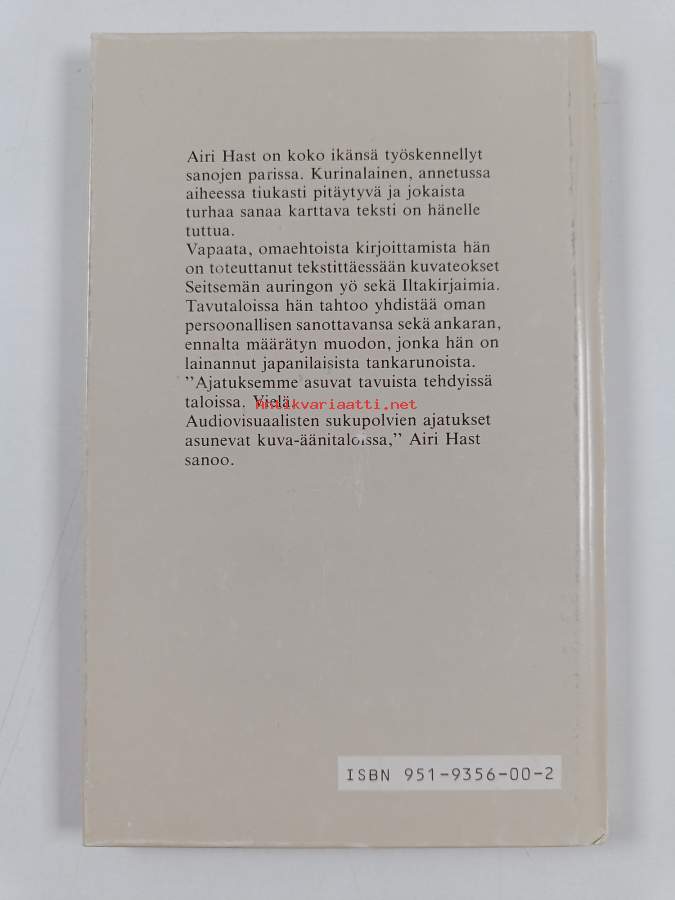 Airi Hast on koko ikänsä työskennellyt
sanojen parissa. Kurinalainen, annetussa
aiheessa tiukasti pitäytyvä ja jokaista
turhaa sanaa karttava teksti on hänelle
tuttua.
Vapaata, omaehtoista kirjoittamista hän
on toteuttanut tekstittäessään kuvateokset
Seitsemän auringon yö sekä Iltakirjaimia.
Tavutaloissa hän tahtoo yhdistää oman
persoonallisen sanottavansa sekä ankaran,
ennalta määrätyn muodon, jonka hän on
lainannut japanilaisista tankarunoista.
"Ajatuksemme asuvat tavuista tehdyissä
taloissa. Vielä.
antikvariaatti.net
Audiovisuaalisten sukupolvien ajatukset
asunevat kuva-äänitaloissa," Airi Hast
sanoo.
ISBN 951-9356-00-2